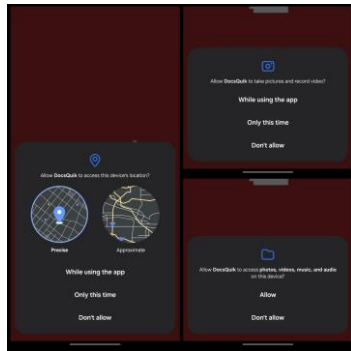 Allow DocsQuik to access this device's location?
Precise
Approximate
While using the app
Only this time
Don't allow
Allow DocsQuik to take pictures and record video?
While using the app
Only this time
Don't allow
Allow DocsQuik to access photos, videos, music, and audio
on this device?
Allow
Don't allow